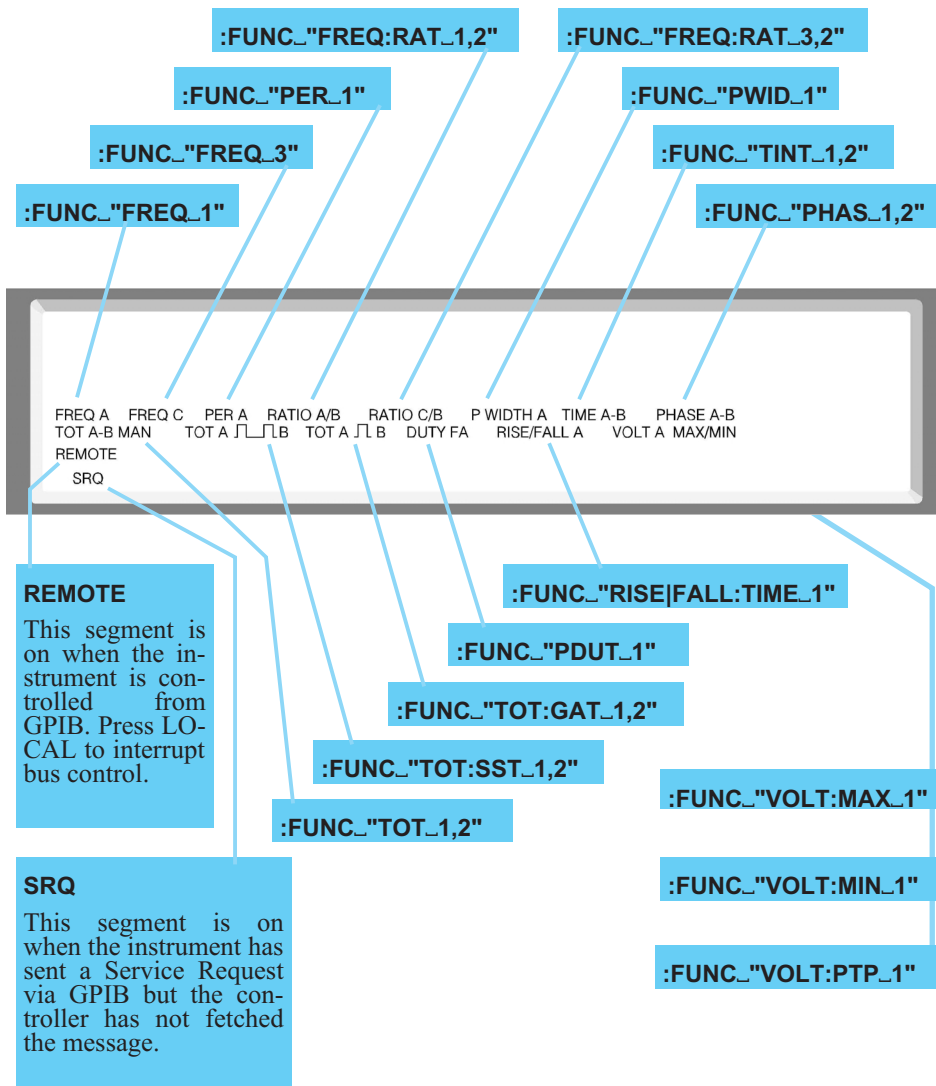 :FUNC⎵"FREQ:RAT⎵1,2"
:FUNC⎵"FREQ:RAT⎵3,2"
:FUNC⎵"PER⎵1"
:FUNC⎵"PWID⎵1"
:FUNC⎵"FREQ⎵3"
:FUNC⎵"TINT⎵1,2"
:FUNC⎵"FREQ⎵1"
:FUNC⎵"PHAS⎵1,2"
FREQ A FREQ C PER A RATIO A/B RATIO C/B P WIDTH A TIME A-B PHASE A-B
TOT A-B MAN TOT A B TOT A B DUTY FA RISE/FALL A VOLT A MAX/MIN
REMOTE
SRQ
REMOTE
This segment is
on when the in-
strument is con-
trolled from
GPIB. Press LO-
CAL to interrupt
bus control.
:FUNC⎵"RISE|FALL:TIME⎵1"
:FUNC⎵"PDUT⎵1"
:FUNC⎵"TOT:GAT⎵1,2"
:FUNC⎵"TOT:SST⎵1,2"
:FUNC⎵"TOT⎵1,2"
:FUNC⎵"VOLT:MAX⎵1"
:FUNC⎵"VOLT:MIN⎵1"
:FUNC⎵"VOLT:PTP⎵1"
SRQ
This segment is on
when the instrument has
sent a Service Request
via GPIB but the con-
troller has not fetched
the message.